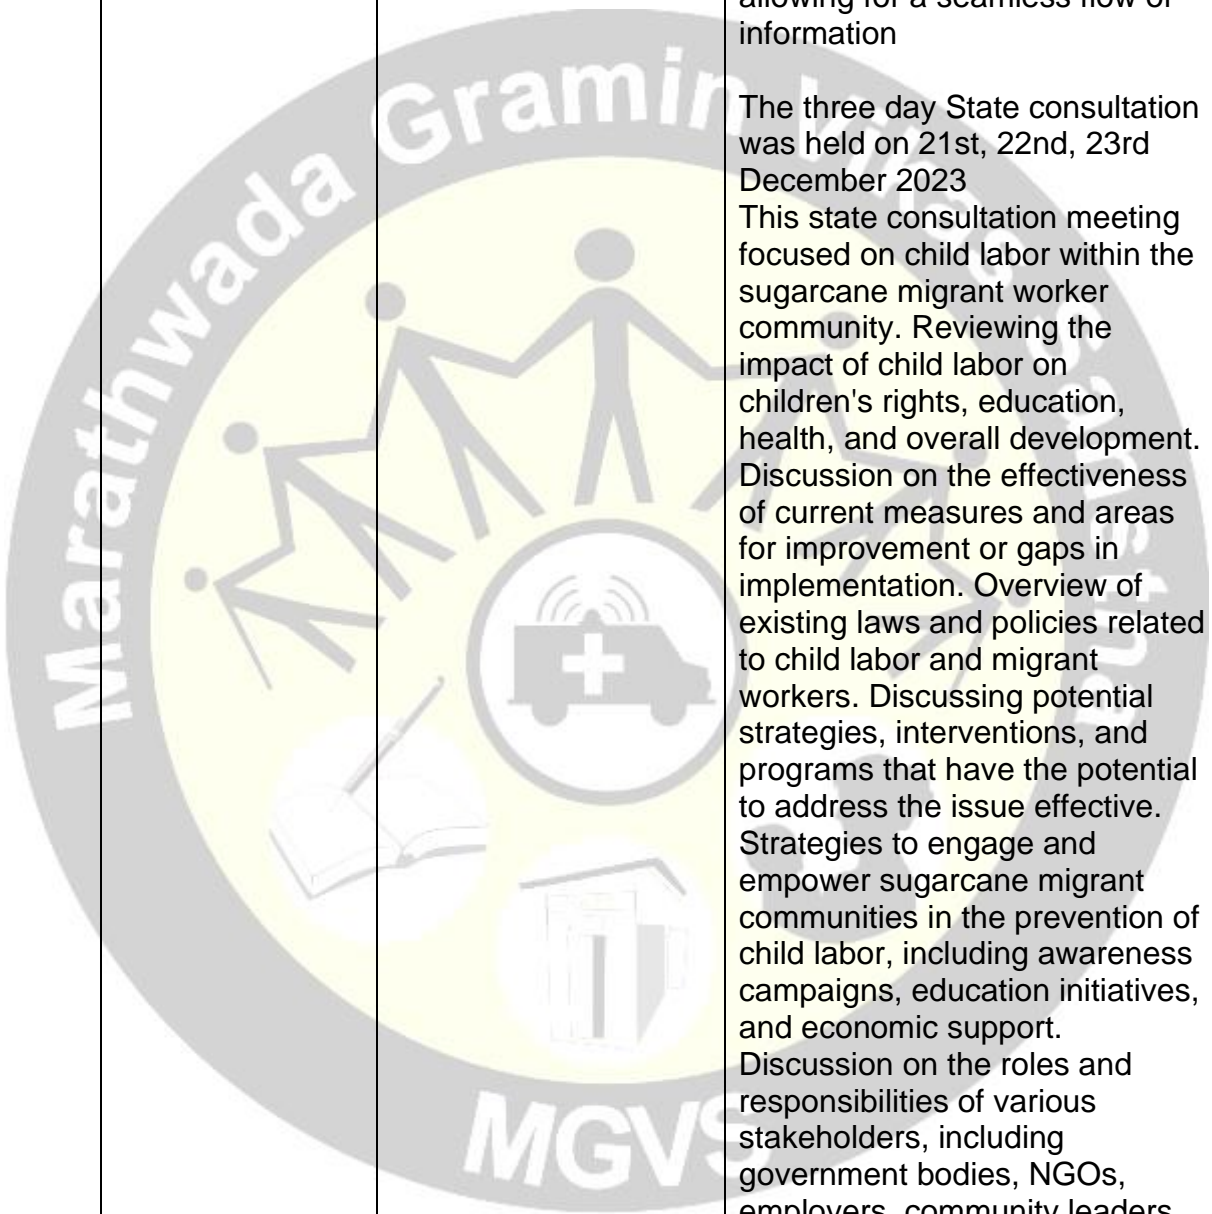 allowing for a seamless flow of
information
The three day State consultation
was held on 21st, 22nd, 23rd
December 2023
This state consultation meeting
focused on child labor within the
sugarcane migrant worker
community. Reviewing the
impact of child labor on
children's rights, education,
health, and overall development.
Discussion on the effectiveness
of current measures and areas
for improvement or gaps in
implementation. Overview of
existing laws and policies related
to child labor and migrant
workers. Discussing potential
strategies, interventions, and
programs that have the potential
to address the issue effective.
Strategies to engage and
empower sugarcane migrant
communities in the prevention of
child labor, including awareness
campaigns, education initiatives,
and economic support.
Discussion on the roles and
responsibilities of various
stakeholders, including
government bodies, NGOs,
employers, community leaders
Marathwada Gramin Vikas Sanstha
MGVS